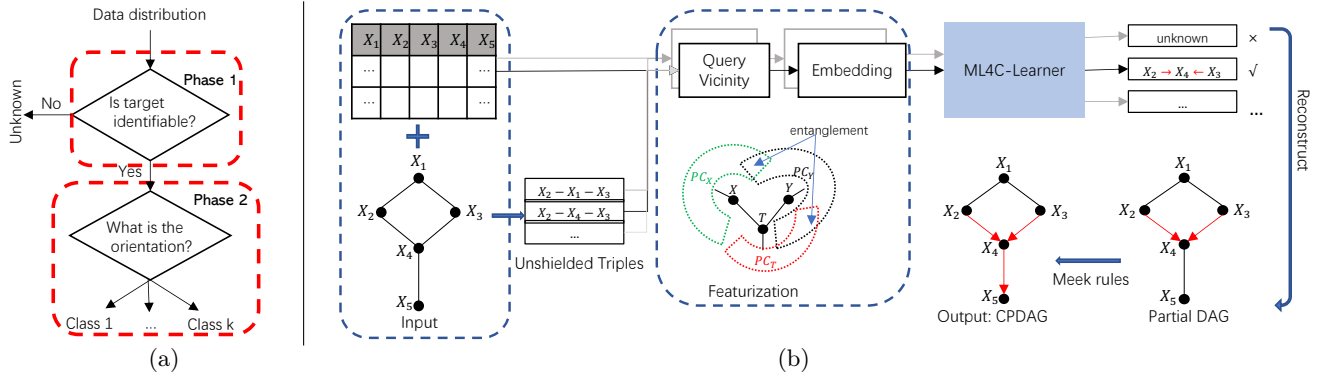 Data distribution
Phase 1
Is target
identifiable?
No
Unknown
Yes
Phase 2
What is the
orientation?
Class 1
...
Class k
(a)
X₁ X₂ X₃ X₄ X₅
...
...
...
...
+
X₁
X₂
X₃
X₄
X₅
Input
X₂ − X₁ − X₃
X₂ − X₄ − X₃
...
Unshielded Triples
Query
Vicinity
Embedding
entanglement
PC_X
PC_Y
X
Y
T
PC_T
Featurization
ML4C-Learner
unknown ×
X₂ → X₄ ← X₃ √
... ...
Reconstruct
X₁
X₂
X₃
X₄
X₅
Output: CPDAG
Meek rules
X₁
X₂
X₃
X₄
X₅
Partial DAG
(b)